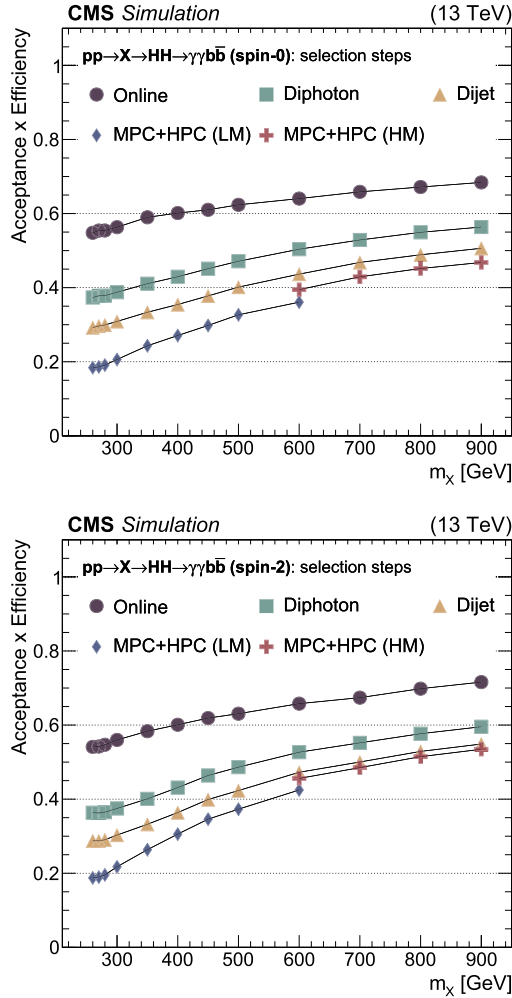 CMS Simulation (13 TeV)
pp→X→HH→γγbb̅ (spin-0): selection steps
Online Diphoton Dijet
MPC+HPC (LM) MPC+HPC (HM)
Acceptance x Efficiency
1
0.8
0.6
0.4
0.2
0
300 400 500 600 700 800 900
m_X [GeV]
CMS Simulation (13 TeV)
pp→X→HH→γγbb̅ (spin-2): selection steps
Online Diphoton Dijet
MPC+HPC (LM) MPC+HPC (HM)
Acceptance x Efficiency
1
0.8
0.6
0.4
0.2
0
300 400 500 600 700 800 900
m_X [GeV]